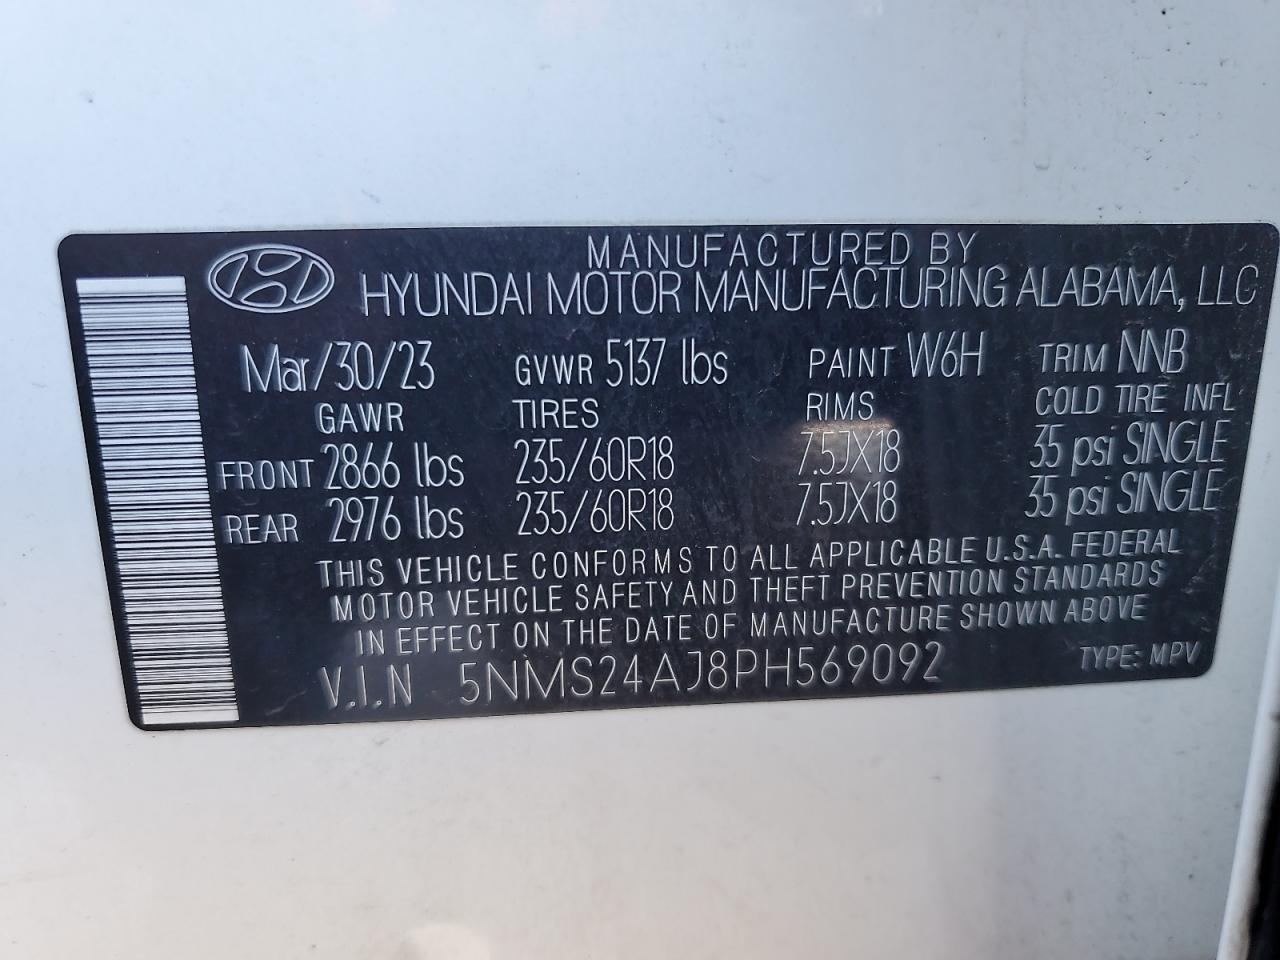 MANUFACTURED BY
HYUNDAI MOTOR MANUFACTURING ALABAMA, LLC
Mar/30/23 GVWR 5137 lbs PAINT W6H TRIM NNB
GAWR TIRES RIMS COLD TIRE INFL
FRONT 2866 lbs 235/60R18 7.5JX18 35 psi SINGLE
REAR 2976 lbs 235/60R18 7.5JX18 35 psi SINGLE
THIS VEHICLE CONFORMS TO ALL APPLICABLE U.S.A. FEDERAL
MOTOR VEHICLE SAFETY AND THEFT PREVENTION STANDARDS
IN EFFECT ON THE DATE OF MANUFACTURE SHOWN ABOVE
V.I.N 5NMS24AJ8PH569092 TYPE: MPV